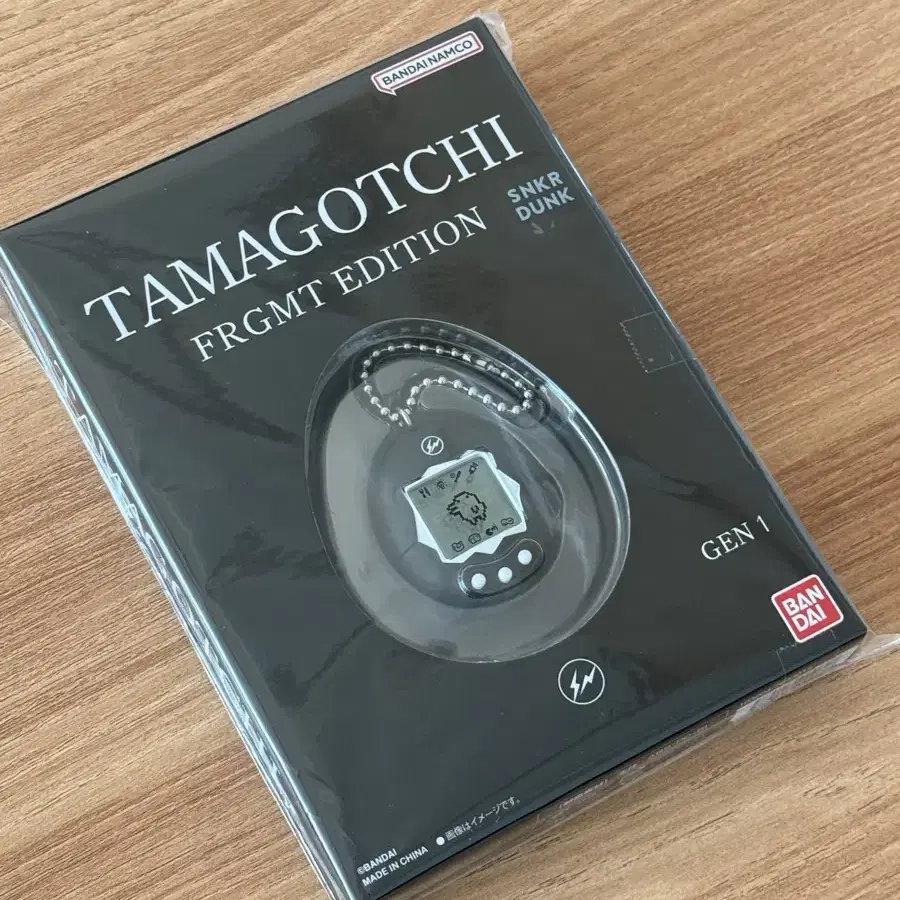 BANDAI NAMCO
TAMAGOTCHI
SNKR
DUNK
FRGMT EDITION
GEN 1
BAN
DAI
●画像はイメージです。
©BANDAI
MADE IN CHINA